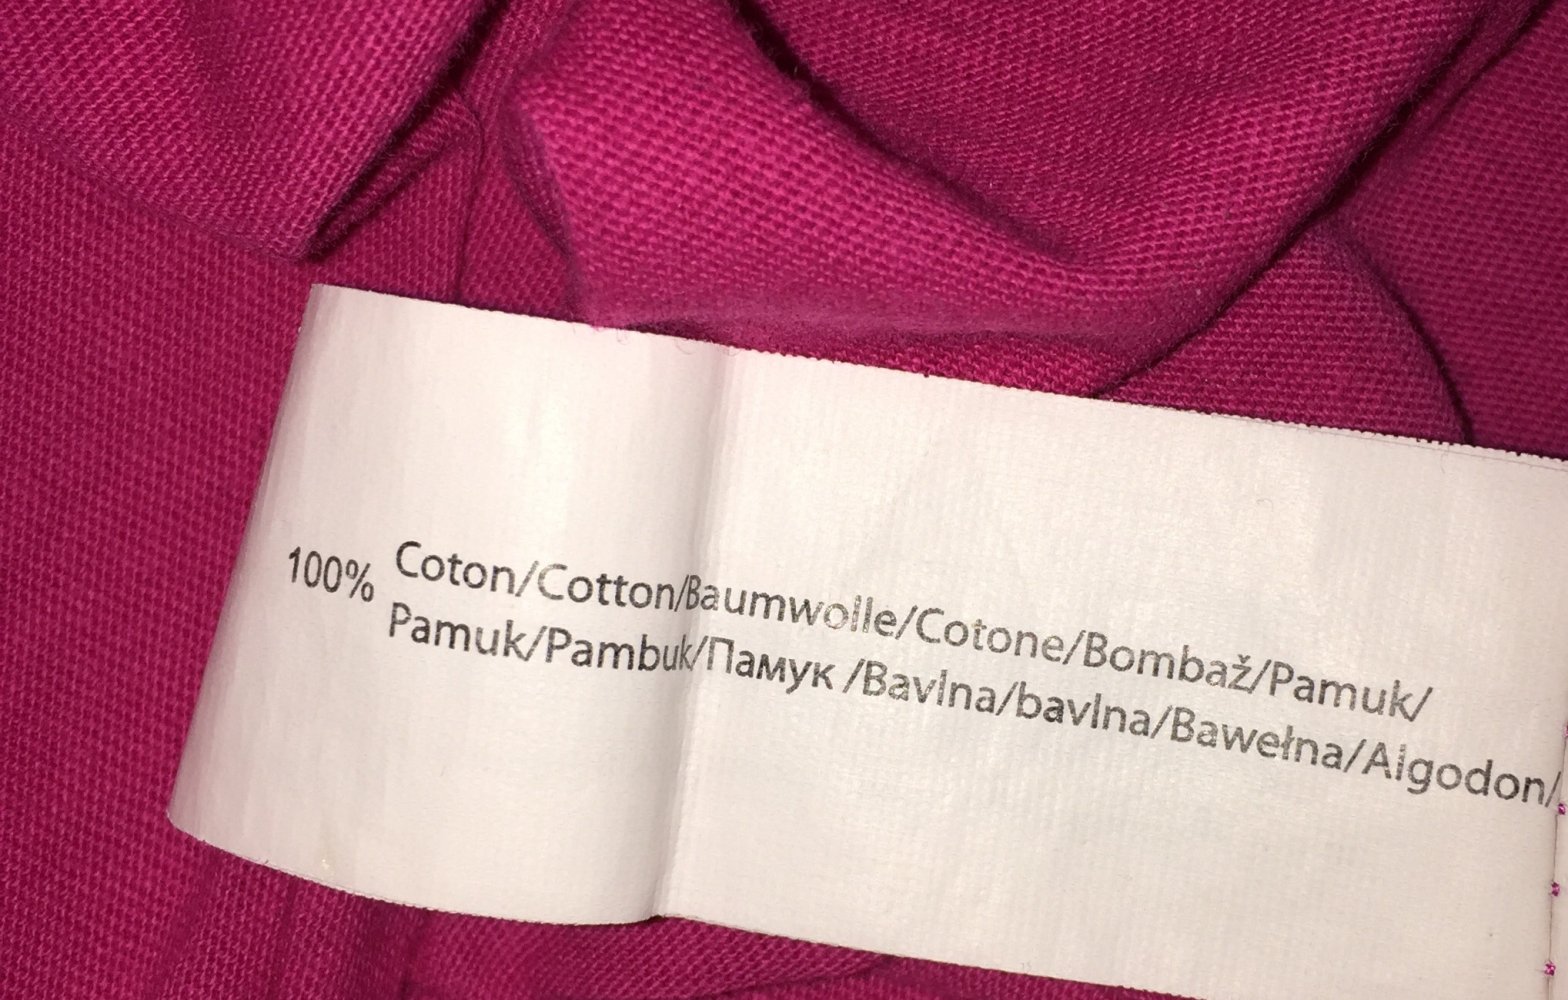 100% Coton/Cotton/Baumwolle/Cotone/Bombaž/Pamuk/
Pamuk/Pambuk/Памук /Bavlna/bavlna/Bawełna/Algodon/